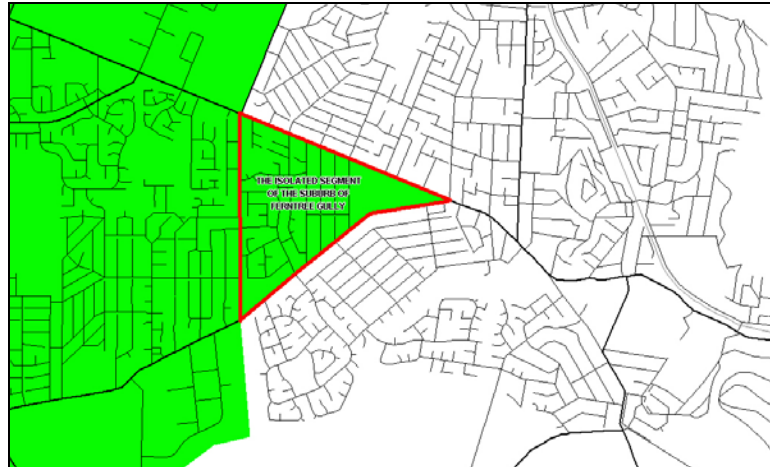 THE ISOLATED SEGMENT
OF THE SUBURB OF
FERNTREE GULLY